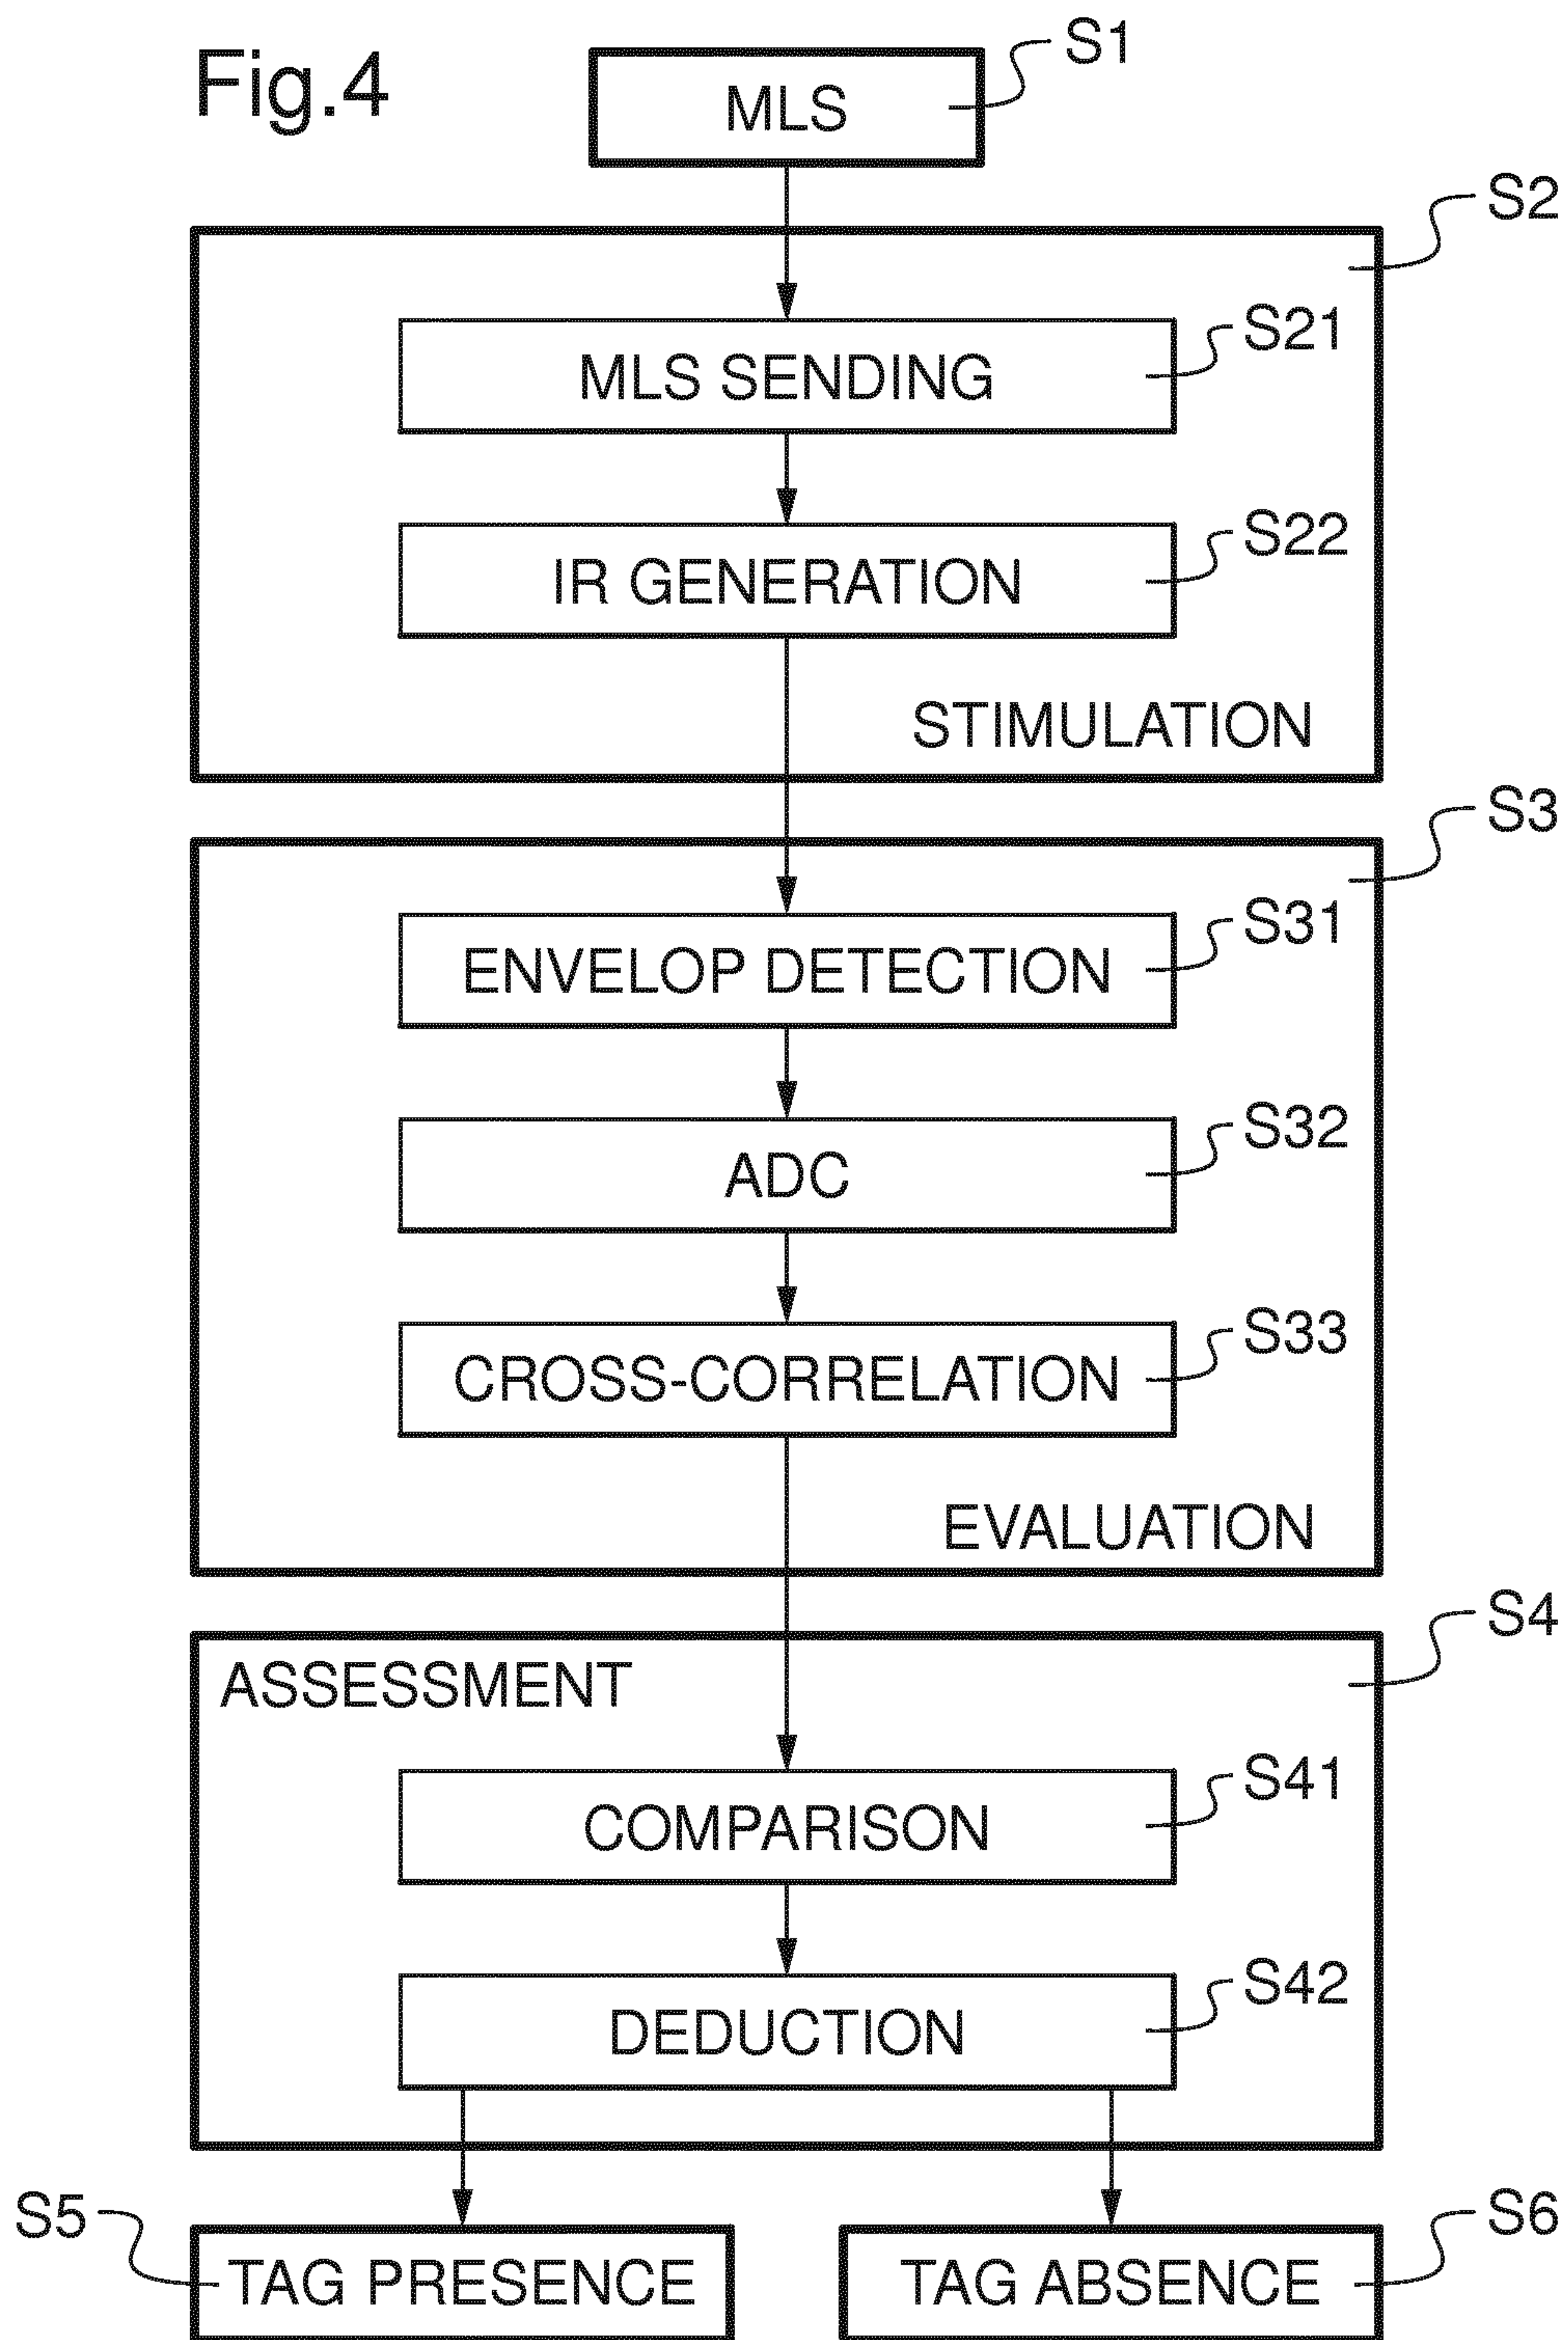 Fig.4
MLS
S1
S2
MLS SENDING
S21
IR GENERATION
S22
STIMULATION
S3
ENVELOP DETECTION
S31
ADC
S32
CROSS-CORRELATION
S33
EVALUATION
S4
ASSESSMENT
COMPARISON
S41
DEDUCTION
S42
S5
TAG PRESENCE
TAG ABSENCE
S6